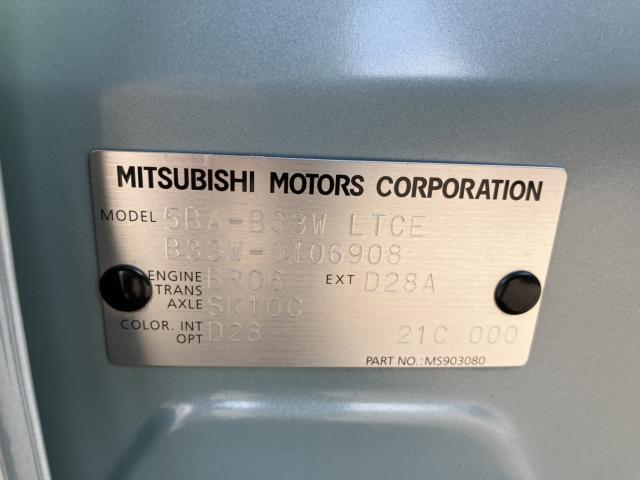 MITSUBISHI MOTORS CORPORATION
MODEL 5BA-B33W LTCE
B33W-0106908
ENGINE BR06 EXT D28A
TRANS
AXLE SK10C
COLOR. INT D28
OPT 21C 000
PART NO.: MS903080